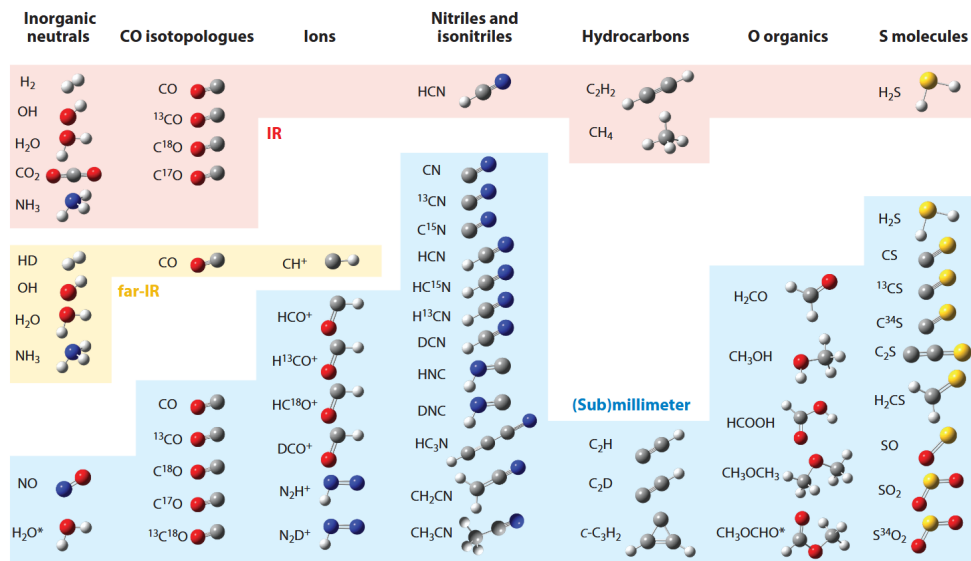 Inorganic
neutrals
CO isotopologues
Ions
Nitriles and
isonitriles
Hydrocarbons
O organics
S molecules
H₂
OH
H₂O
CO₂
NH₃
CO
¹³CO
C¹⁸O
C¹⁷O
IR
HCN
C₂H₂
CH₄
H₂S
HD
OH
H₂O
NH₃
CO
far-IR
CH⁺
NO
H₂O*
CO
¹³CO
C¹⁸O
C¹⁷O
¹³C¹⁸O
HCO⁺
H¹³CO⁺
HC¹⁸O⁺
DCO⁺
N₂H⁺
N₂D⁺
CN
¹³CN
C¹⁵N
HCN
HC¹⁵N
H¹³CN
DCN
HNC
DNC
HC₃N
CH₂CN
CH₃CN
(Sub)millimeter
C₂H
C₂D
c-C₃H₂
H₂CO
CH₃OH
HCOOH
CH₃OCH₃
CH₃OCHO*
H₂S
CS
¹³CS
C³⁴S
C₂S
H₂CS
SO
SO₂
S³⁴O₂